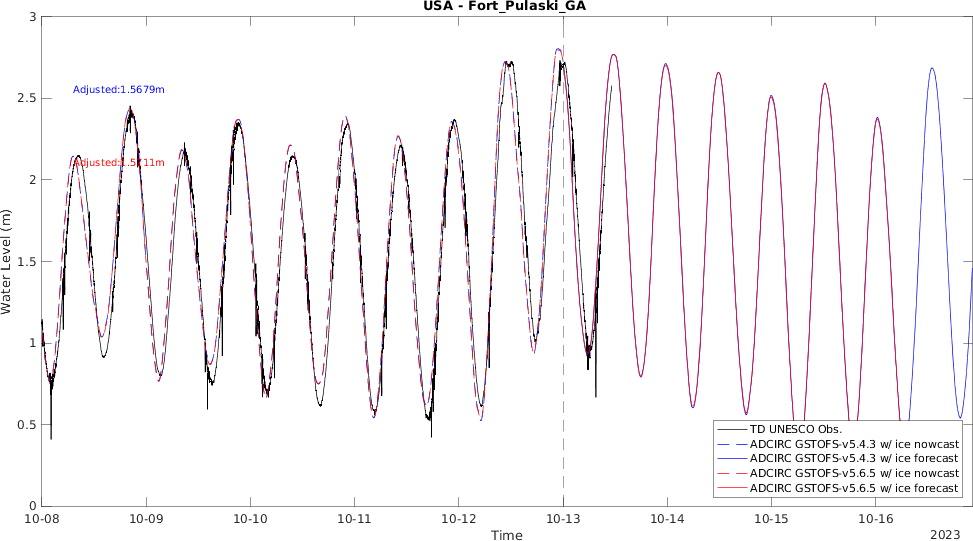 USA - Fort_Pulaski_GA
3
2.5
2
1.5
1
0.5
0
Water Level (m)
Adjusted:1.5679m
Adjusted:1.5711m
TD UNESCO Obs.
ADCIRC GSTOFS-v5.4.3 w/ ice nowcast
ADCIRC GSTOFS-v5.4.3 w/ ice forecast
ADCIRC GSTOFS-v5.6.5 w/ ice nowcast
ADCIRC GSTOFS-v5.6.5 w/ ice forecast
10-08 10-09 10-10 10-11 10-12 10-13 10-14 10-15 10-16
Time
2023